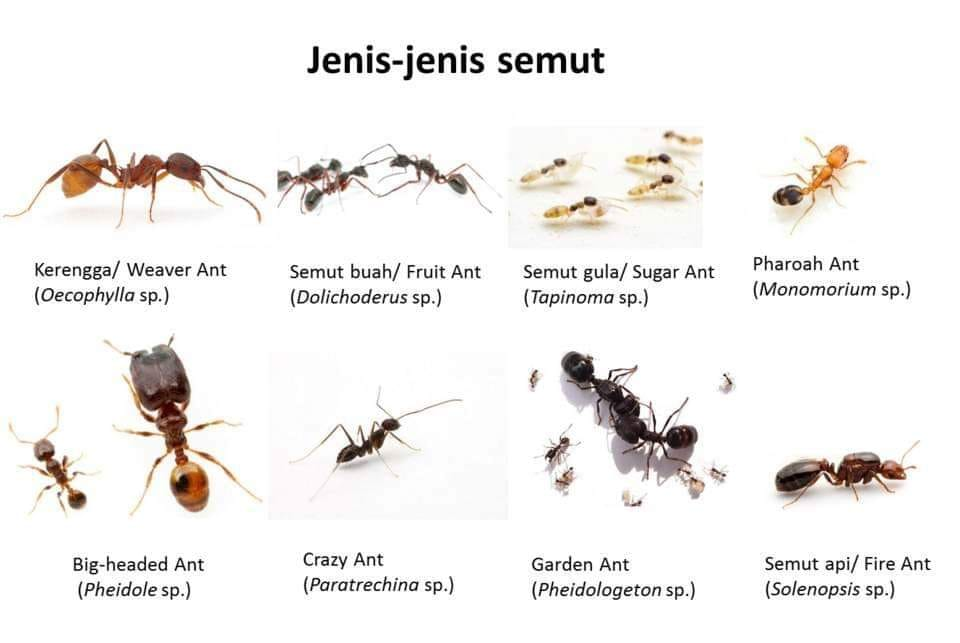 Jenis-jenis semut
Kerengga/ Weaver Ant
(Oecophylla sp.)
Semut buah/ Fruit Ant
(Dolichoderus sp.)
Semut gula/ Sugar Ant
(Tapinoma sp.)
Pharoah Ant
(Monomorium sp.)
Big-headed Ant
(Pheidole sp.)
Crazy Ant
(Paratrechina sp.)
Garden Ant
(Pheidologeton sp.)
Semut api/ Fire Ant
(Solenopsis sp.)